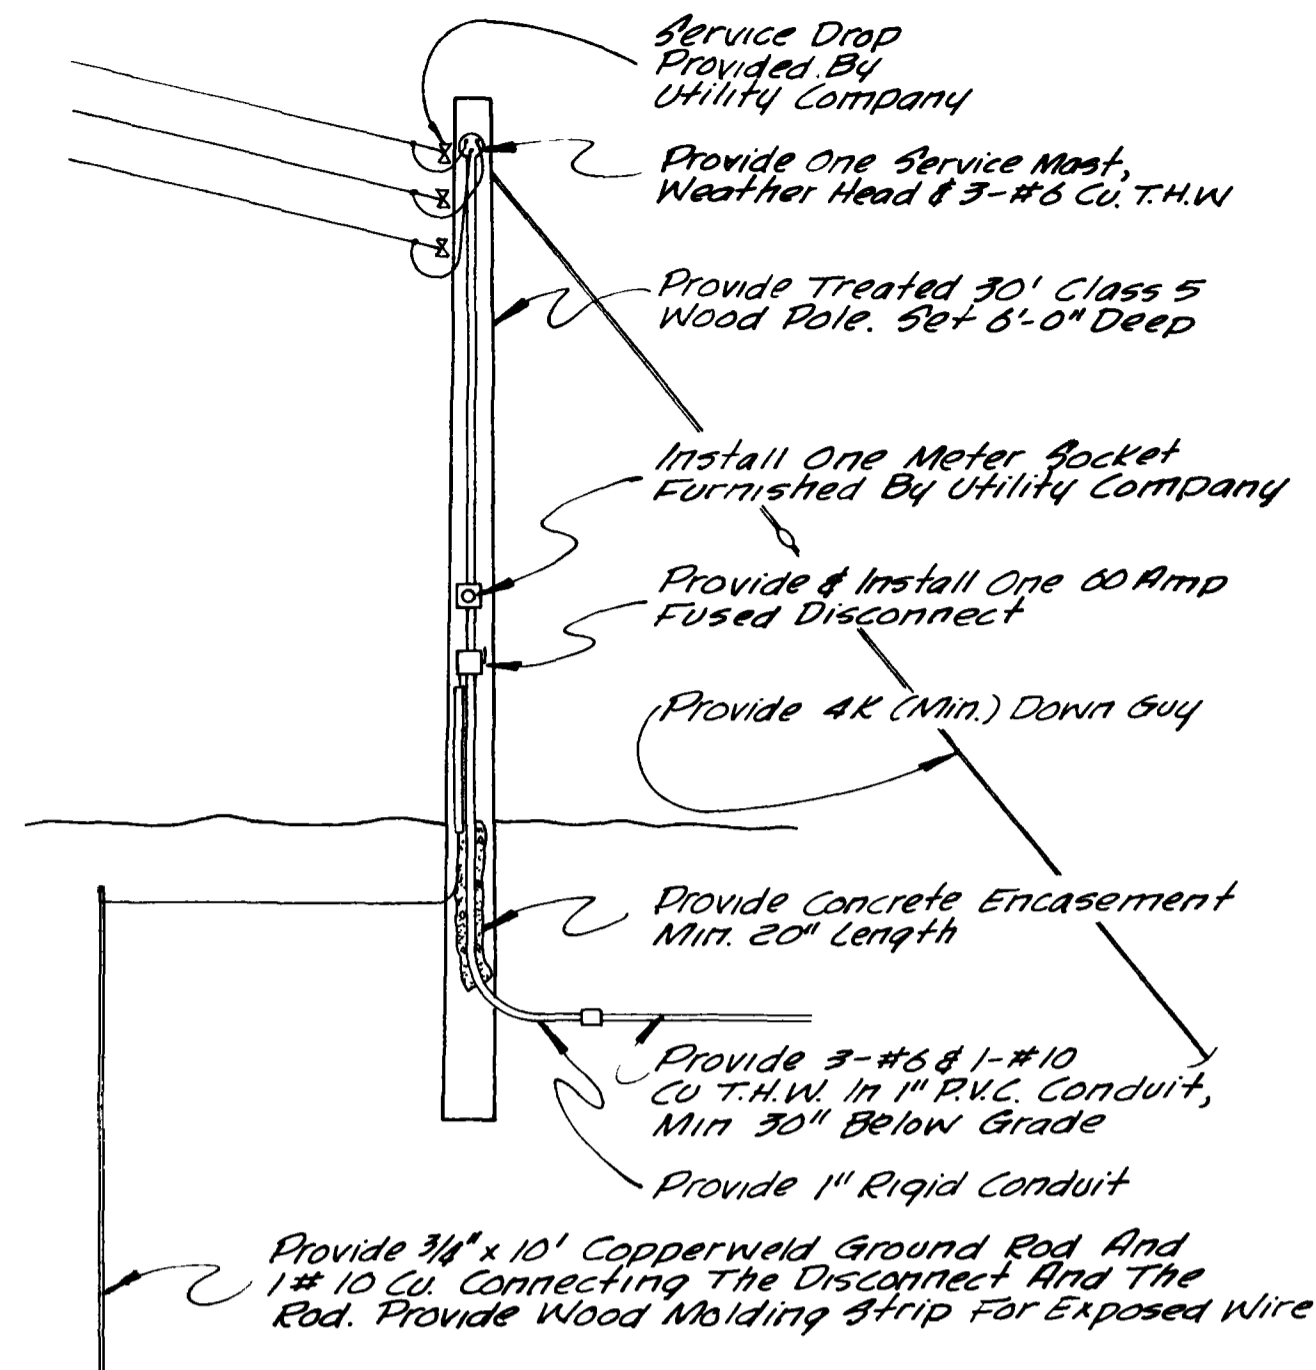 Service Drop
Provided By
Utility Company
Provide One Service Mast,
Weather Head & 3-#6 Cu. T.H.W
Provide Treated 30' Class 5
Wood Pole. Set 6'-0" Deep
Install One Meter Socket
Furnished By Utility Company
Provide & Install One 60 Amp
Fused Disconnect
Provide 4K (Min.) Down Guy
Provide Concrete Encasement
Min. 20" Length
Provide 3-#6 & 1-#10
Cu T.H.W. In 1" P.V.C. Conduit,
Min 30" Below Grade
Provide 1" Rigid Conduit
Provide 3/4" x 10' Copperweld Ground Rod And
1 # 10 Cu. Connecting The Disconnect And The
Rod. Provide Wood Molding Strip For Exposed Wire